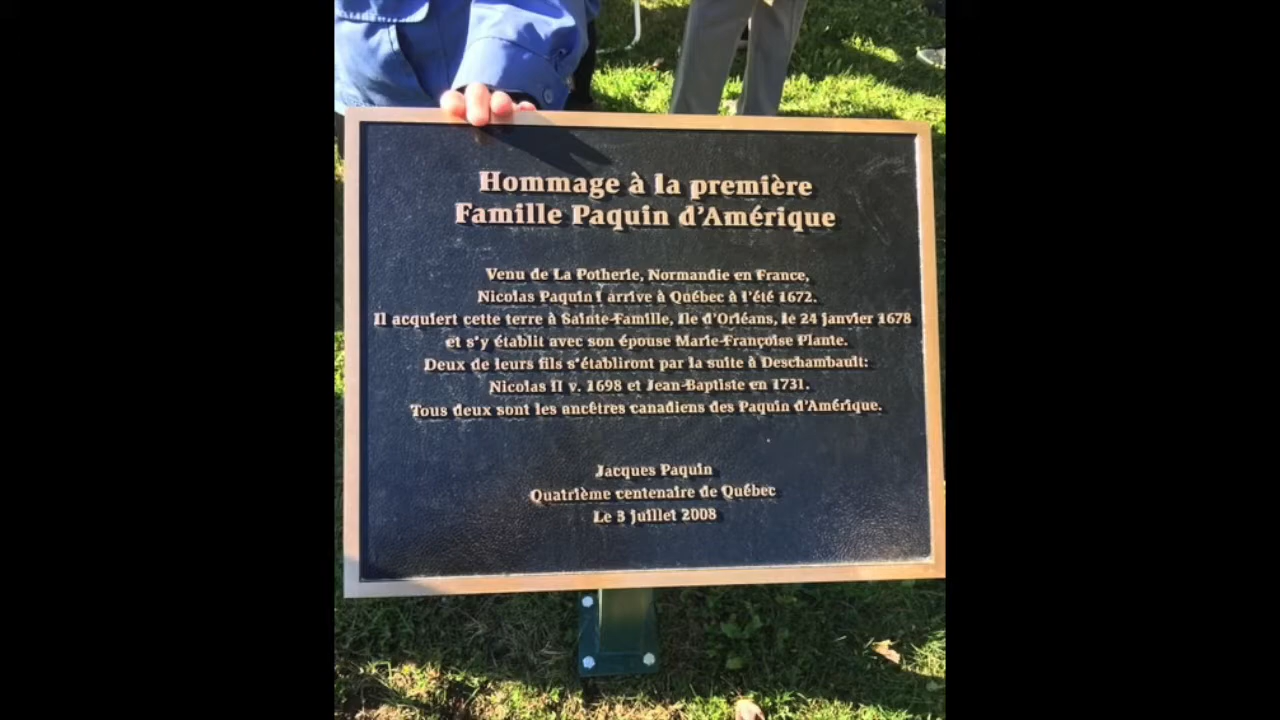 Hommage à la première
Famille Paquin d'Amérique
Venu de La Potherie, Normandie en France,
Nicolas Paquin I arrive à Québec à l'été 1672.
Il acquiert cette terre à Sainte-Famille, Ile d'Orléans, le 24 janvier 1678
et s'y établit avec son épouse Marie-Françoise Plante.
Deux de leurs fils s'établiront par la suite à Deschambault:
Nicolas II v. 1698 et Jean-Baptiste en 1731.
Tous deux sont les ancêtres canadiens des Paquin d'Amérique.
Jacques Paquin
Quatrième centenaire de Québec
Le 3 juillet 2008